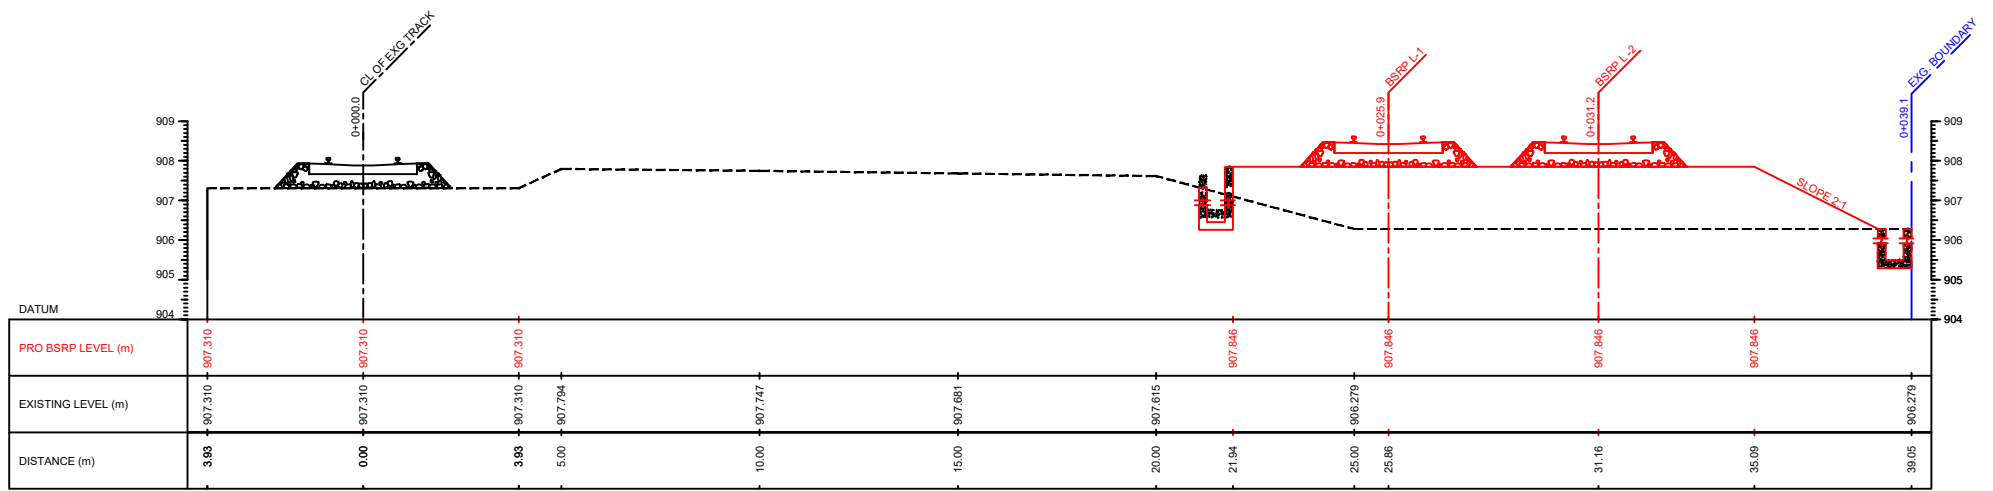 CL OF EXG TRACK
0+000.0
BSRP L-1
0+025.9
BSRP L-2
0+031.2
EXG. BOUNDARY
0+039.1
909
908
907
906
905
904
909
908
907
906
905
904
SLOPE 2:1
DATUM
PRO BSRP LEVEL (m) 907.310 907.310 907.310 907.846 907.846 907.846 907.846
EXISTING LEVEL (m) 907.310 907.310 907.310 907.794 907.747 907.681 907.615 906.279 906.279
DISTANCE (m) 3.93 0.00 3.93 5.00 10.00 15.00 20.00 21.94 25.00 25.86 31.16 35.09 39.05